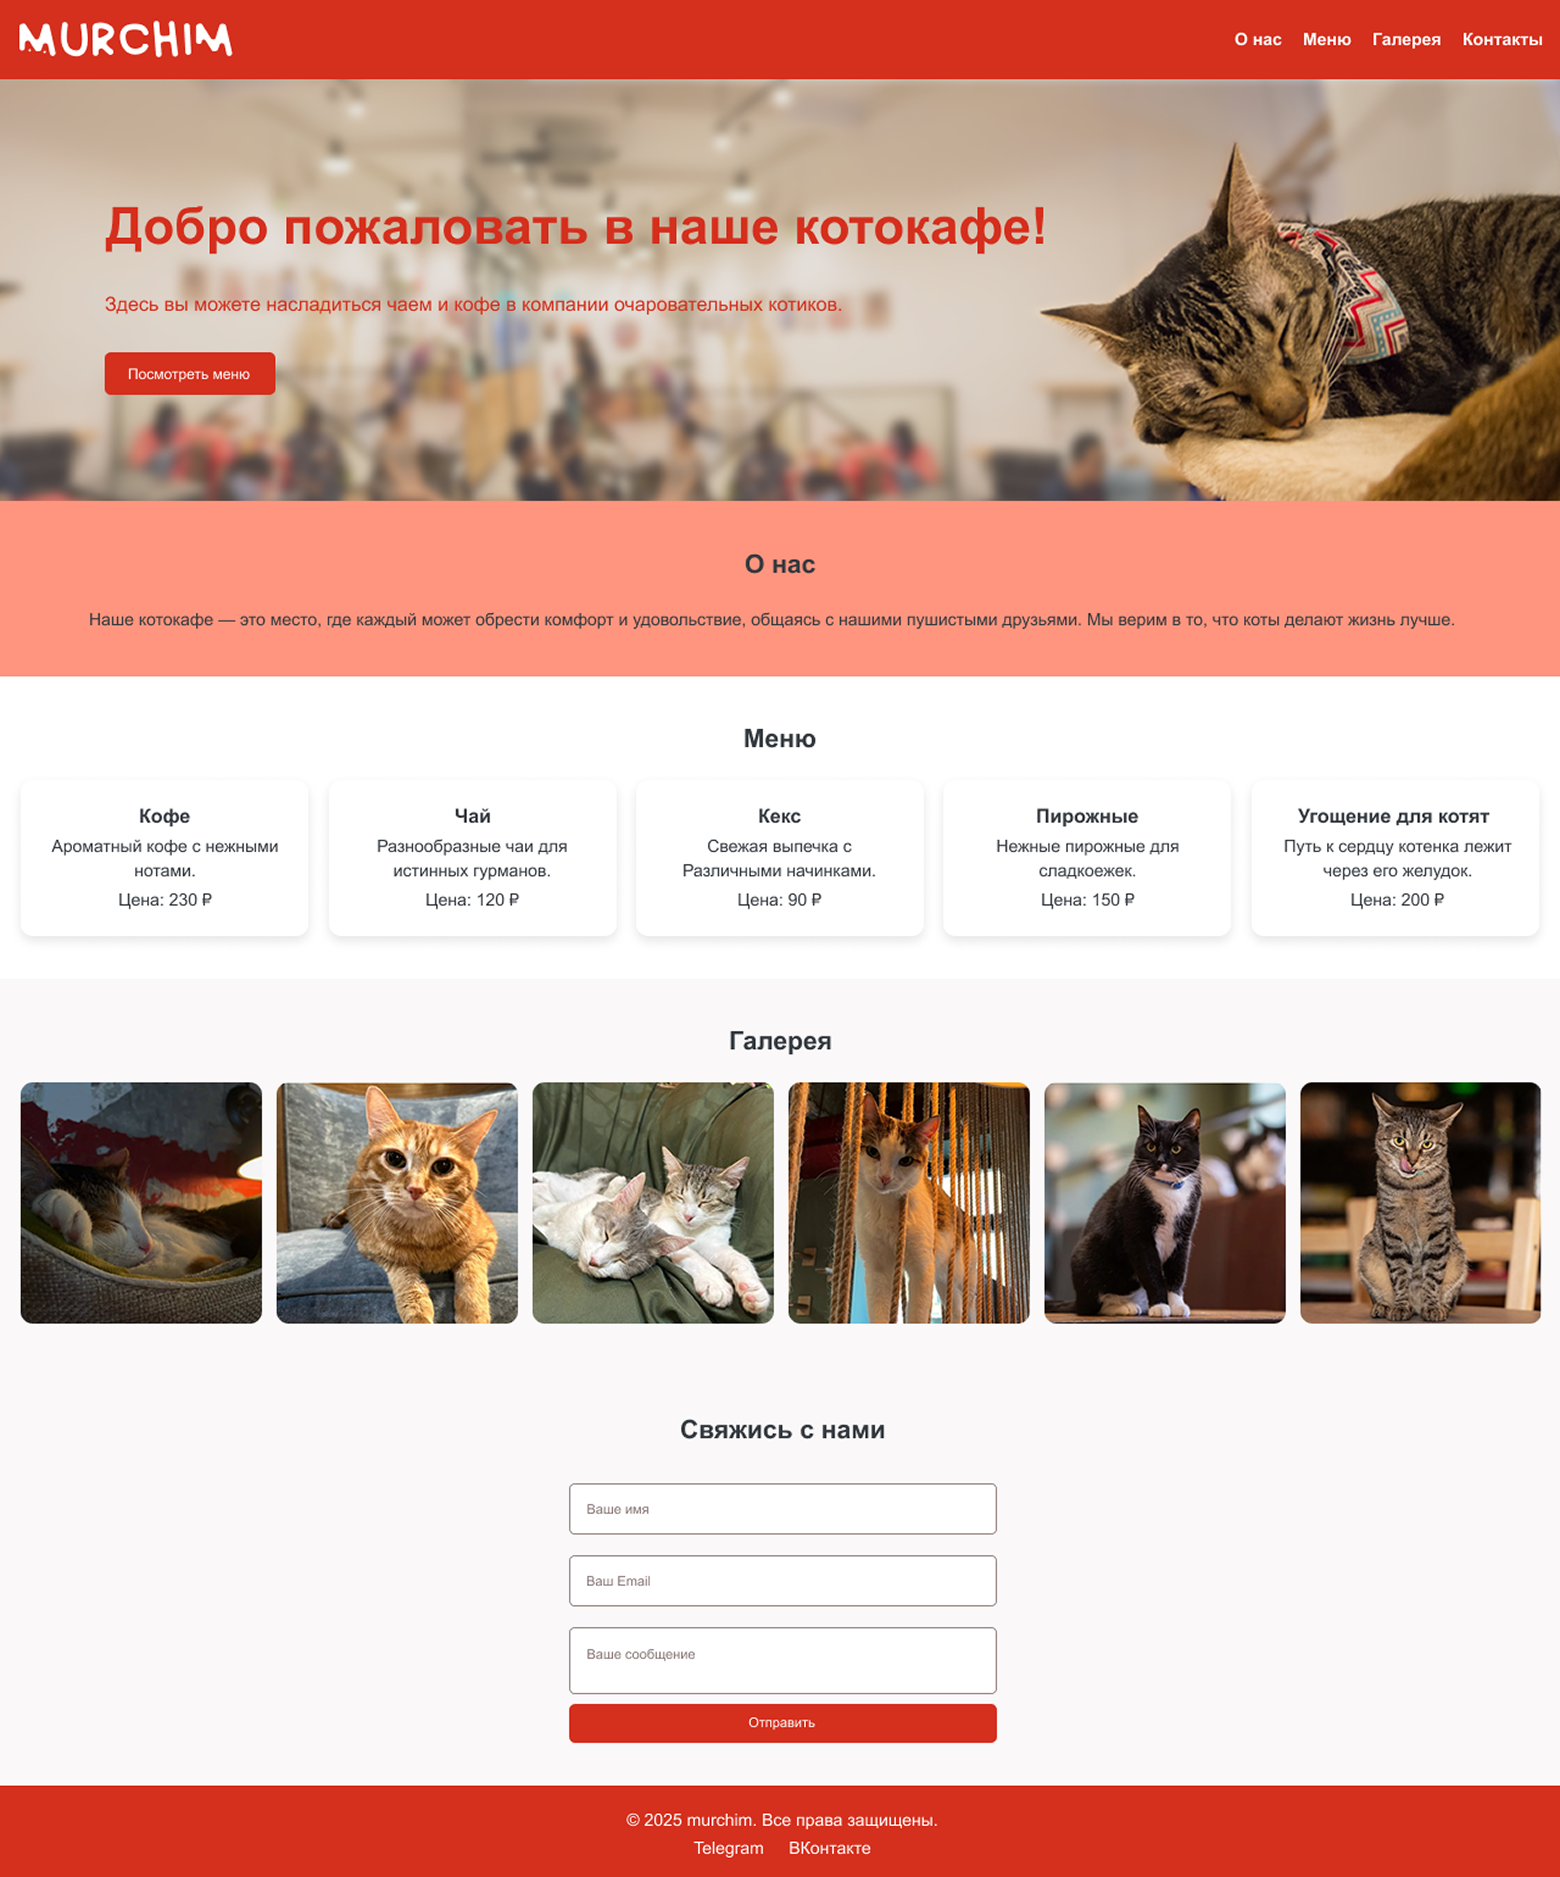 MURCHIM
О нас Меню Галерея Контакты
Добро пожаловать в наше котокафе!
Здесь вы можете насладиться чаем и кофе в компании очаровательных котиков.
Посмотреть меню
О нас
Наше котокафе — это место, где каждый может обрести комфорт и удовольствие, общаясь с нашими пушистыми друзьями. Мы верим в то, что коты делают жизнь лучше.
Меню
Кофе
Ароматный кофе с нежными
нотами.
Цена: 230 ₽
Чай
Разнообразные чаи для
истинных гурманов.
Цена: 120 ₽
Кекс
Свежая выпечка с
Различными начинками.
Цена: 90 ₽
Пирожные
Нежные пирожные для
сладкоежек.
Цена: 150 ₽
Угощение для котят
Путь к сердцу котенка лежит
через его желудок.
Цена: 200 ₽
Галерея
Свяжись с нами
Ваше имя
Ваш Email
Ваше сообщение
Отправить
© 2025 murchim. Все права защищены.
Telegram ВКонтакте